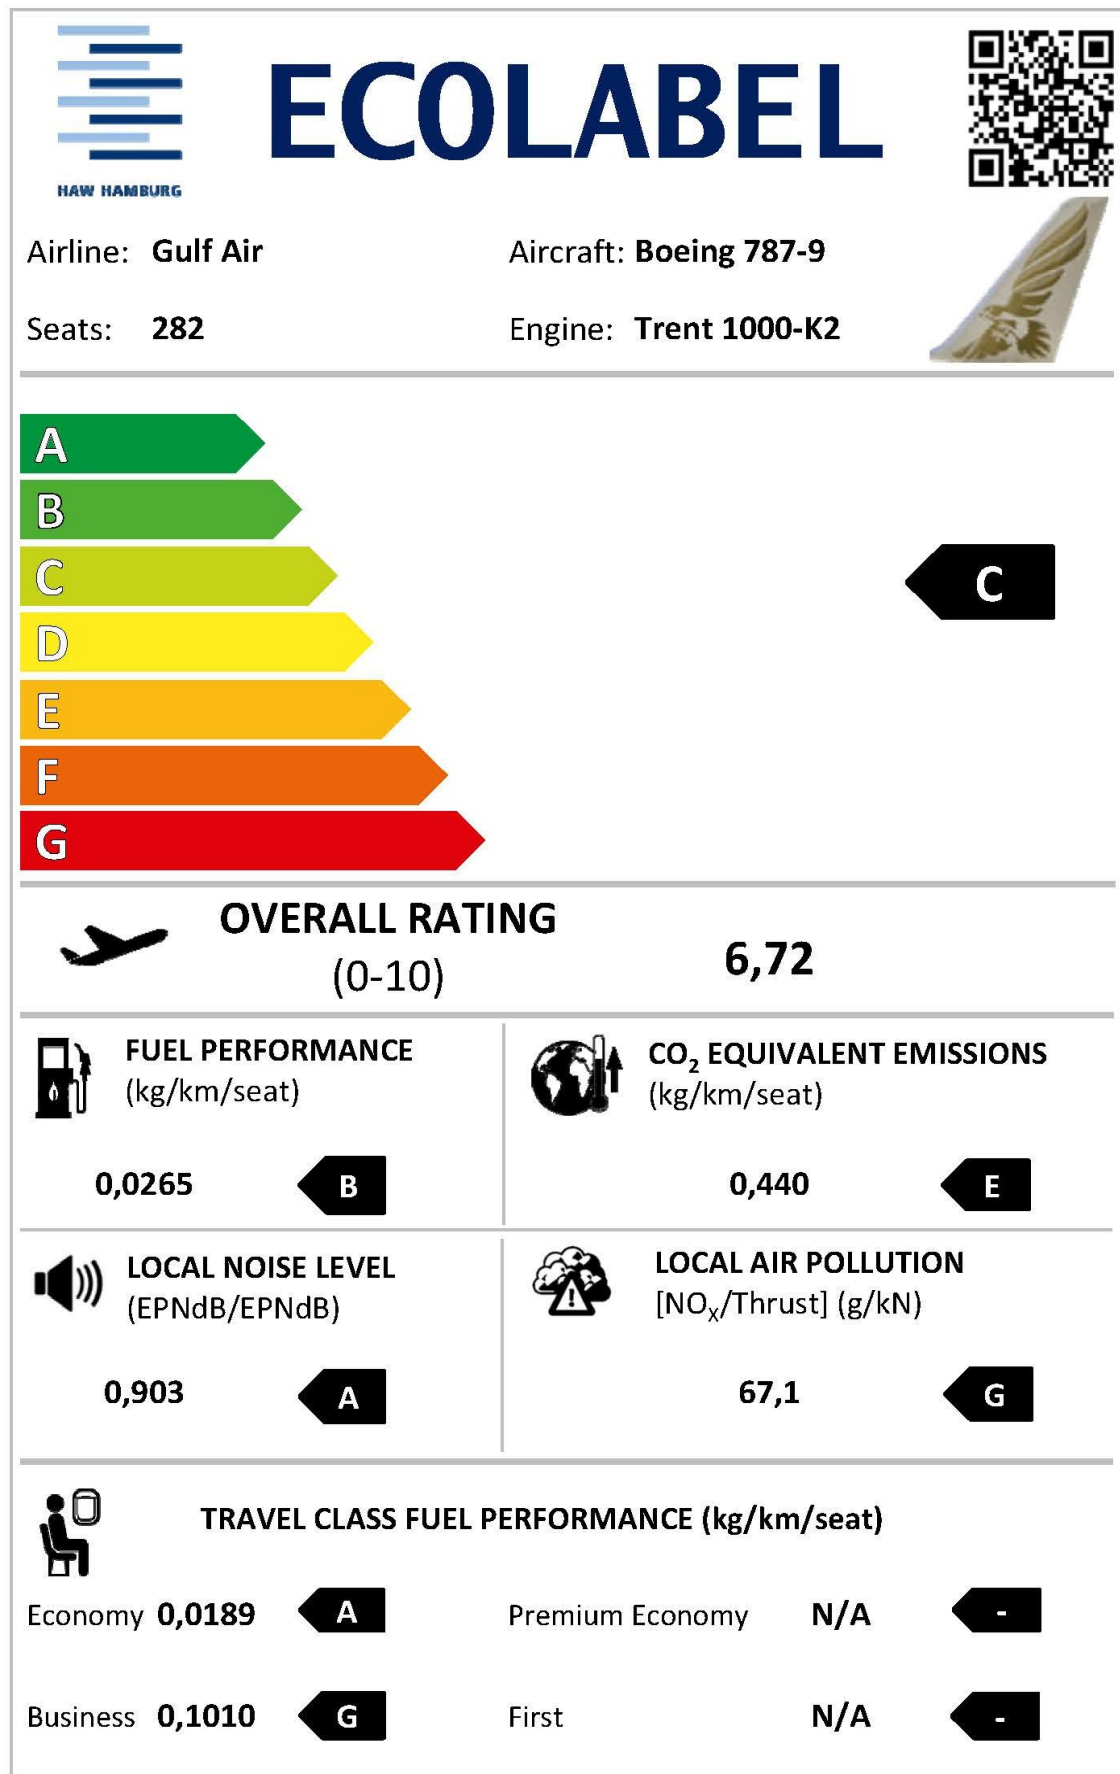 HAW HAMBURG
ECOLABEL
Airline: Gulf Air
Aircraft: Boeing 787-9
Seats: 282
Engine: Trent 1000-K2
A
B
C
C
D
E
F
G
OVERALL RATING
(0-10)
6,72
FUEL PERFORMANCE
(kg/km/seat)
0,0265
B
CO₂ EQUIVALENT EMISSIONS
(kg/km/seat)
0,440
E
LOCAL NOISE LEVEL
(EPNdB/EPNdB)
0,903
A
LOCAL AIR POLLUTION
[NOₓ/Thrust] (g/kN)
67,1
G
TRAVEL CLASS FUEL PERFORMANCE (kg/km/seat)
Economy 0,0189 A
Premium Economy N/A -
Business 0,1010 G
First N/A -